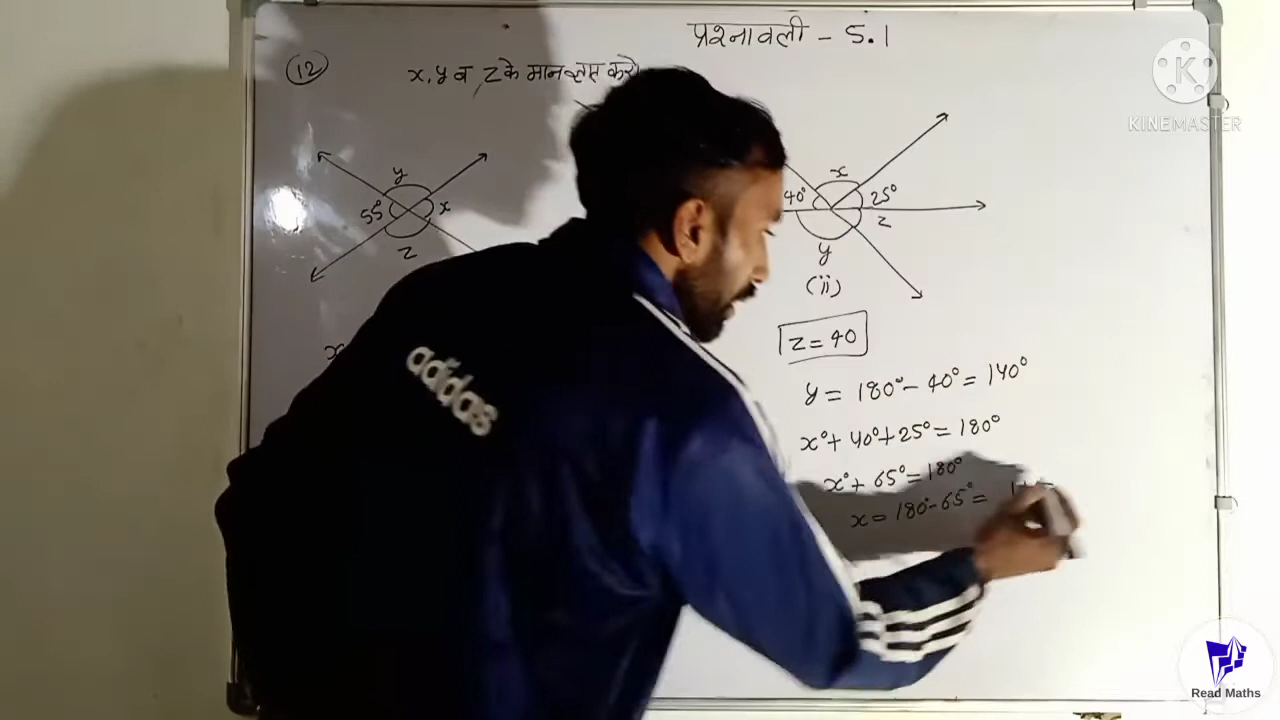 प्रश्नावली - 5.1
(12) x, y व z के मान ज्ञात करो
y
55° x
z
x
40° 25°
z
y
(ii)
z = 40
y = 180° - 40° = 140°
x° + 40° + 25° = 180°
x° + 65° = 180°
x = 180° - 65° =
x
adidas
KINEMASTER
Read Maths